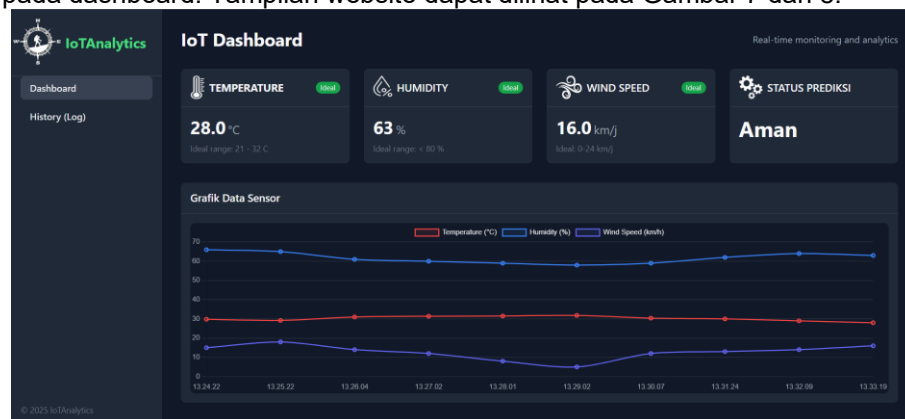 pada dashboard. Tampilan website dapat dilihat pada Gambar 7 dan 8.
IoTAnalytics
Dashboard
History (Log)
IoT Dashboard
Real-time monitoring and analytics
TEMPERATURE
Ideal
28.0 °C
Ideal range: 21 - 32 C
HUMIDITY
Ideal
63 %
Ideal range: < 80 %
WIND SPEED
Ideal
16.0 km/j
Ideal: 0-24 km/j
STATUS PREDIKSI
Aman
Grafik Data Sensor
Temperature (°C) Humidity (%) Wind Speed (km/h)
70
60
50
40
30
20
10
0
13.24.22 13.25.22 13.26.04 13.27.02 13.28.01 13.29.02 13.30.07 13.31.24 13.32.09 13.33.19
© 2025 IoTAnalytics